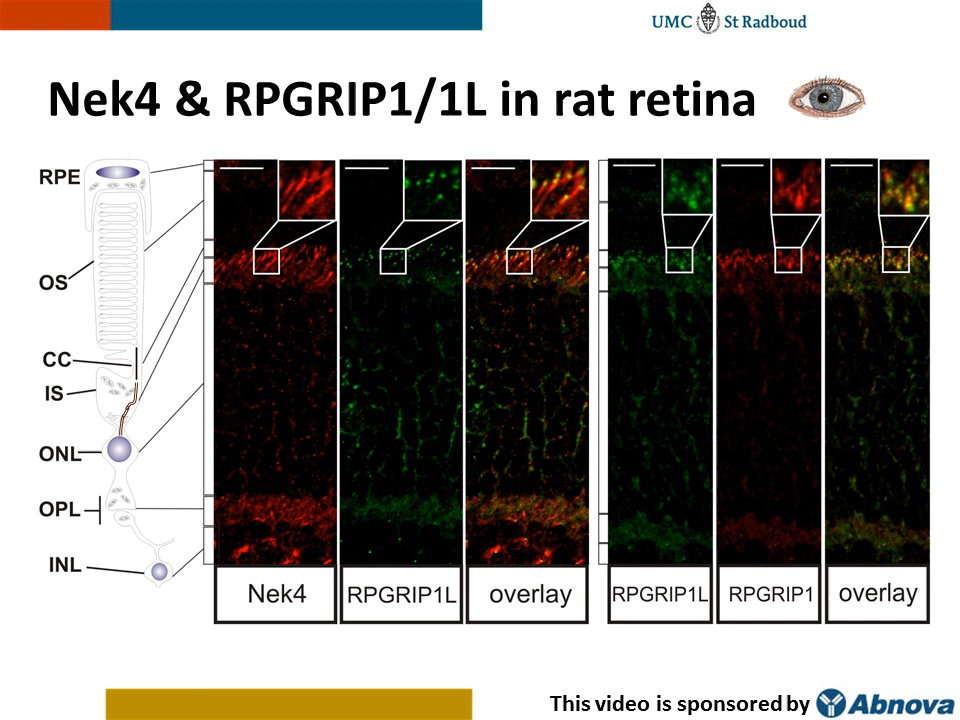 UMC St Radboud
Nek4 & RPGRIP1/1L in rat retina
RPE
OS
CC
IS
ONL
OPL
INL
Nek4 RPGRIP1L overlay RPGRIP1L RPGRIP1 overlay
This video is sponsored by Abnova